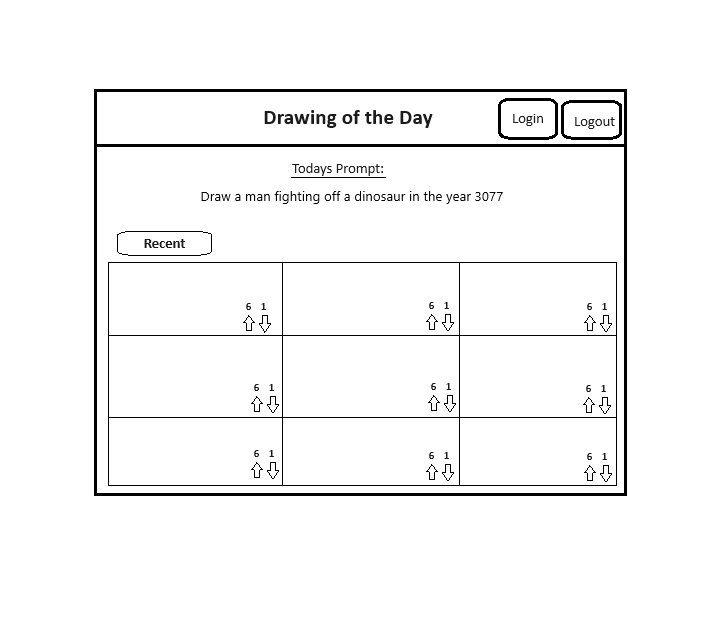 Drawing of the Day
Login
Logout
Todays Prompt:
Draw a man fighting off a dinosaur in the year 3077
Recent
6 1
6 1
6 1
6 1
6 1
6 1
6 1
6 1
6 1